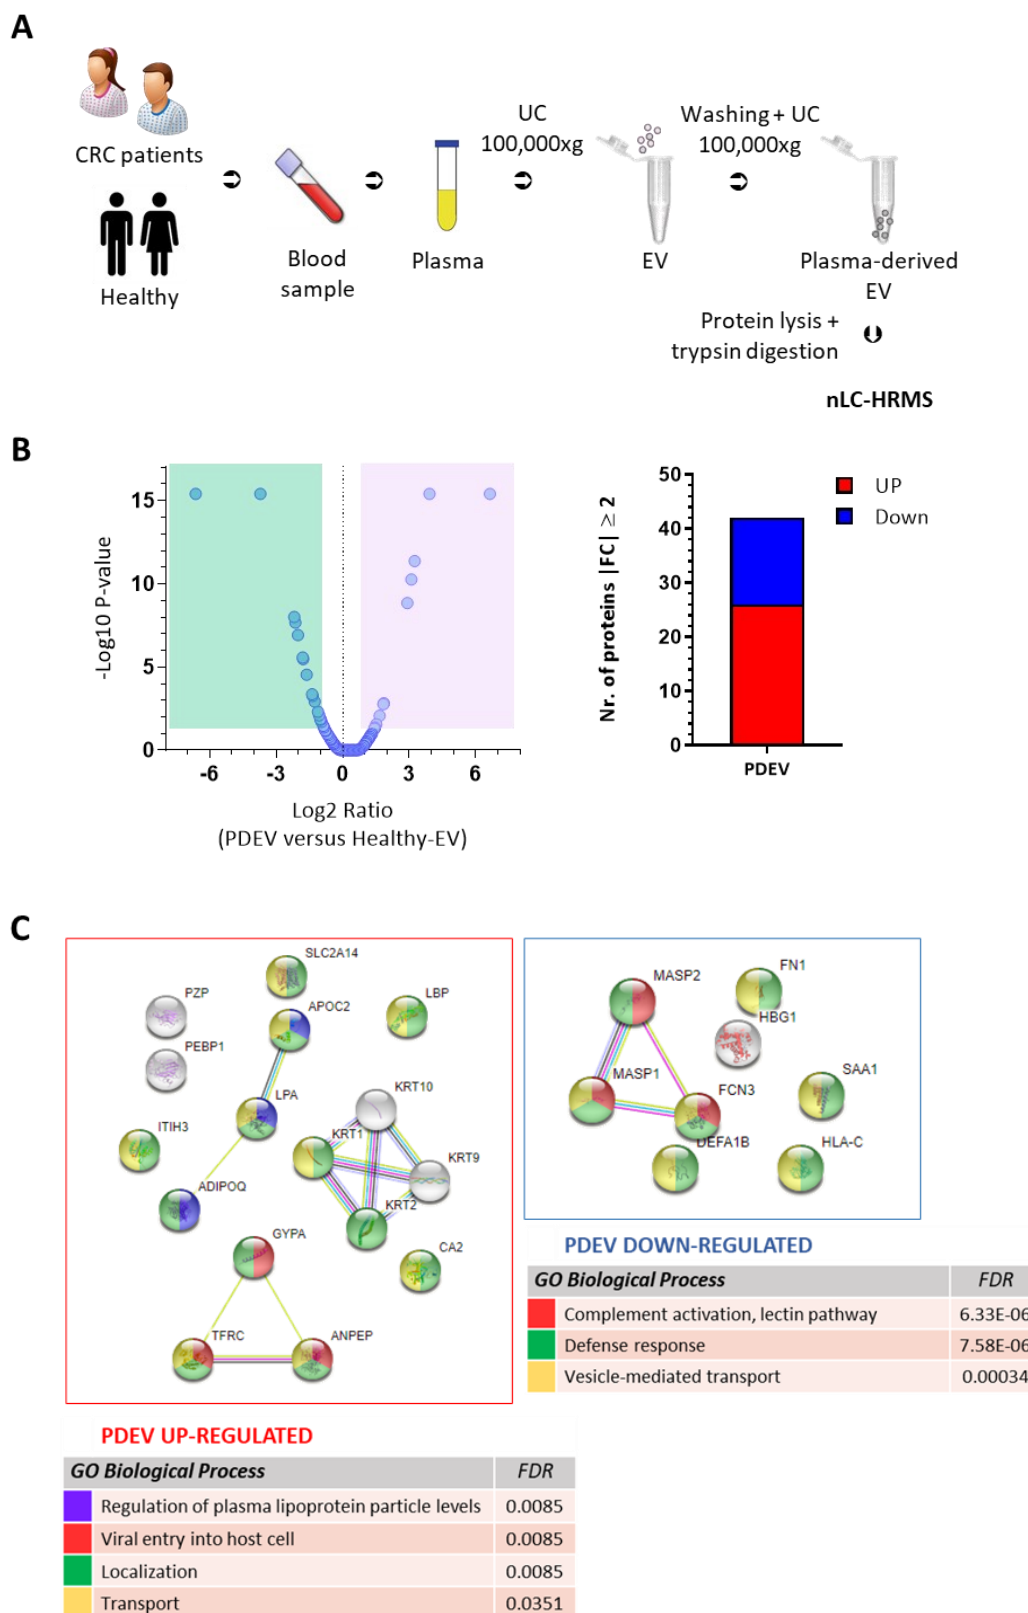 A
CRC patients
Healthy
Blood
sample
Plasma
UC
100,000xg
EV
Washing + UC
100,000xg
Plasma-derived
EV
Protein lysis +
trypsin digestion
nLC-HRMS
B
-Log10 P-value
15
10
5
0
-6
-3
0
3
6
Log2 Ratio
(PDEV versus Healthy-EV)
Nr. of proteins |FC| ≥ 2
50
40
30
20
10
0
PDEV
UP
Down
C
SLC2A14
PZP
APOC2
LBP
PEBP1
LPA
KRT10
ITIH3
KRT1
KRT9
ADIPOQ
KRT2
GYPA
CA2
TFRC
ANPEP
MASP2
FN1
HBG1
MASP1
FCN3
SAA1
DEFA1B
HLA-C
PDEV DOWN-REGULATED
GO Biological Process FDR
Complement activation, lectin pathway 6.33E-06
Defense response 7.58E-06
Vesicle-mediated transport 0.00034
PDEV UP-REGULATED
GO Biological Process FDR
Regulation of plasma lipoprotein particle levels 0.0085
Viral entry into host cell 0.0085
Localization 0.0085
Transport 0.0351